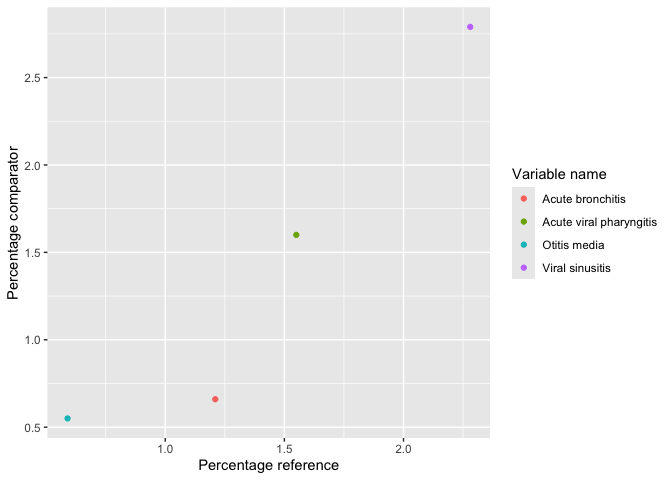 2.5
2.0
1.5
1.0
0.5
Percentage comparator
1.0 1.5 2.0
Percentage reference
Variable name
Acute bronchitis
Acute viral pharyngitis
Otitis media
Viral sinusitis